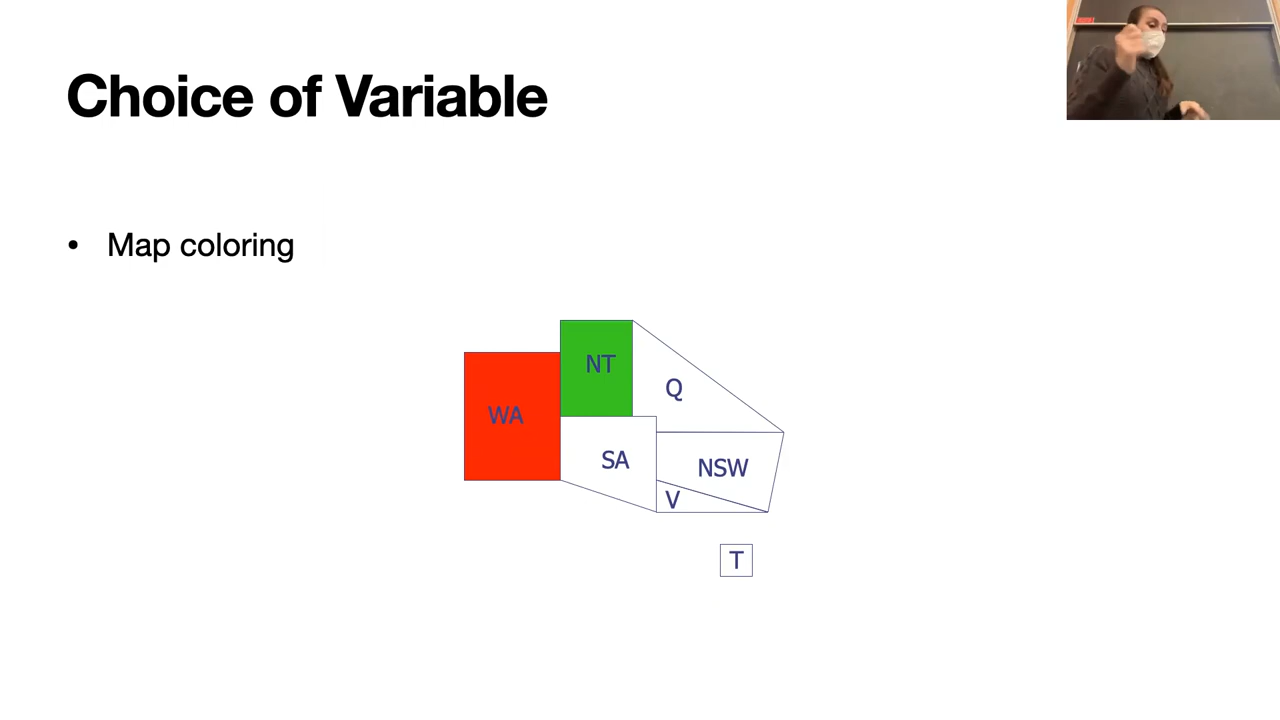 Choice of Variable
• Map coloring
NT
Q
WA
SA
NSW
V
T